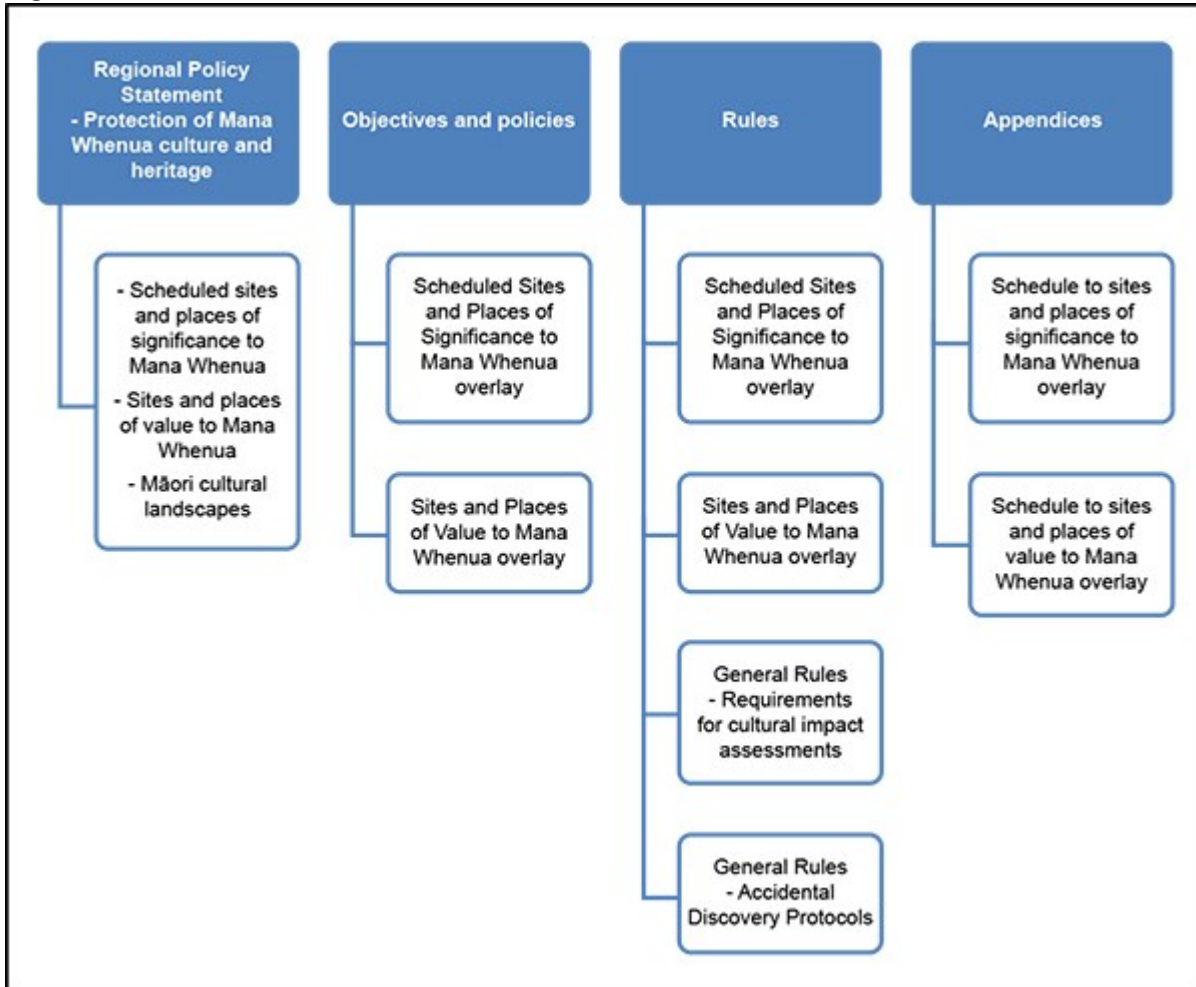 Regional Policy
Statement
- Protection of Mana
Whenua culture and
heritage
- Scheduled sites
and places of
significance to
Mana Whenua
- Sites and places
of value to Mana
Whenua
- Māori cultural
landscapes
Objectives and policies
Scheduled Sites
and Places of
Significance to
Mana Whenua
overlay
Sites and Places
of Value to Mana
Whenua overlay
Rules
Scheduled Sites
and Places of
Significance to
Mana Whenua
overlay
Sites and Places
of Value to Mana
Whenua overlay
General Rules
- Requirements
for cultural impact
assessments
General Rules
- Accidental
Discovery Protocols
Appendices
Schedule to sites
and places of
significance to
Mana Whenua
overlay
Schedule to sites
and places of
value to Mana
Whenua overlay